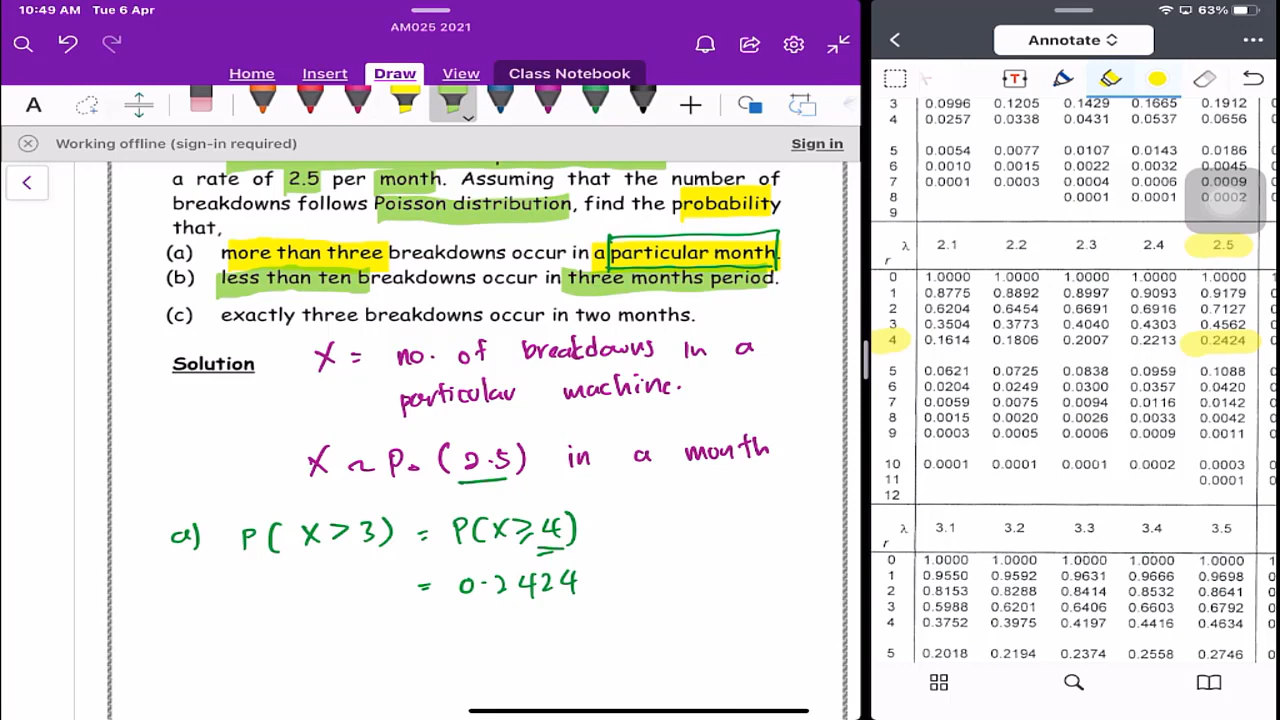 10:49 AM Tue 6 Apr
AM025 2021
Home Insert Draw View Class Notebook
A
Working offline (sign-in required) Sign in
a rate of 2.5 per month. Assuming that the number of
breakdowns follows Poisson distribution, find the probability
that,
(a) more than three breakdowns occur in a particular month.
(b) less than ten breakdowns occur in three months period.
(c) exactly three breakdowns occur in two months.
Solution
X = no. of breakdowns in a
particular machine.
X ~ Po (2.5) in a month
a) P( X > 3) = P(X ≥ 4)
= 0.2424
63%
Annotate
T
3 0.0996 0.1205 0.1429 0.1665 0.1912
4 0.0257 0.0338 0.0431 0.0537 0.0656
5 0.0054 0.0077 0.0107 0.0143 0.0186
6 0.0010 0.0015 0.0022 0.0032 0.0045
7 0.0001 0.0003 0.0004 0.0006 0.0009
8 0.0001 0.0001 0.0002
9
λ 2.1 2.2 2.3 2.4 2.5
r
0 1.0000 1.0000 1.0000 1.0000 1.0000
1 0.8775 0.8892 0.8997 0.9093 0.9179
2 0.6204 0.6454 0.6691 0.6916 0.7127
3 0.3504 0.3773 0.4040 0.4303 0.4562
4 0.1614 0.1806 0.2007 0.2213 0.2424
5 0.0621 0.0725 0.0838 0.0959 0.1088
6 0.0204 0.0249 0.0300 0.0357 0.0420
7 0.0059 0.0075 0.0094 0.0116 0.0142
8 0.0015 0.0020 0.0026 0.0033 0.0042
9 0.0003 0.0005 0.0006 0.0009 0.0011
10 0.0001 0.0001 0.0001 0.0002 0.0003
11 0.0001
12
λ 3.1 3.2 3.3 3.4 3.5
r
0 1.0000 1.0000 1.0000 1.0000 1.0000
1 0.9550 0.9592 0.9631 0.9666 0.9698
2 0.8153 0.8288 0.8414 0.8532 0.8641
3 0.5988 0.6201 0.6406 0.6603 0.6792
4 0.3752 0.3975 0.4197 0.4416 0.4634
5 0.2018 0.2194 0.2374 0.2558 0.2746